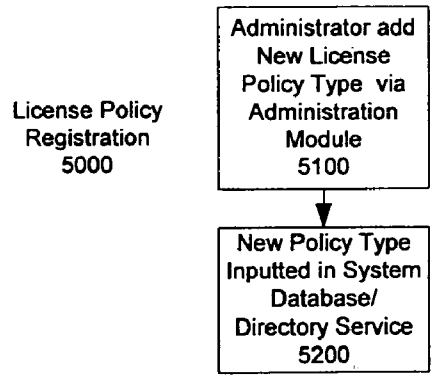 License Policy
Registration
5000
Administrator add
New License
Policy Type via
Administration
Module
5100
New Policy Type
Inputted in System
Database/
Directory Service
5200